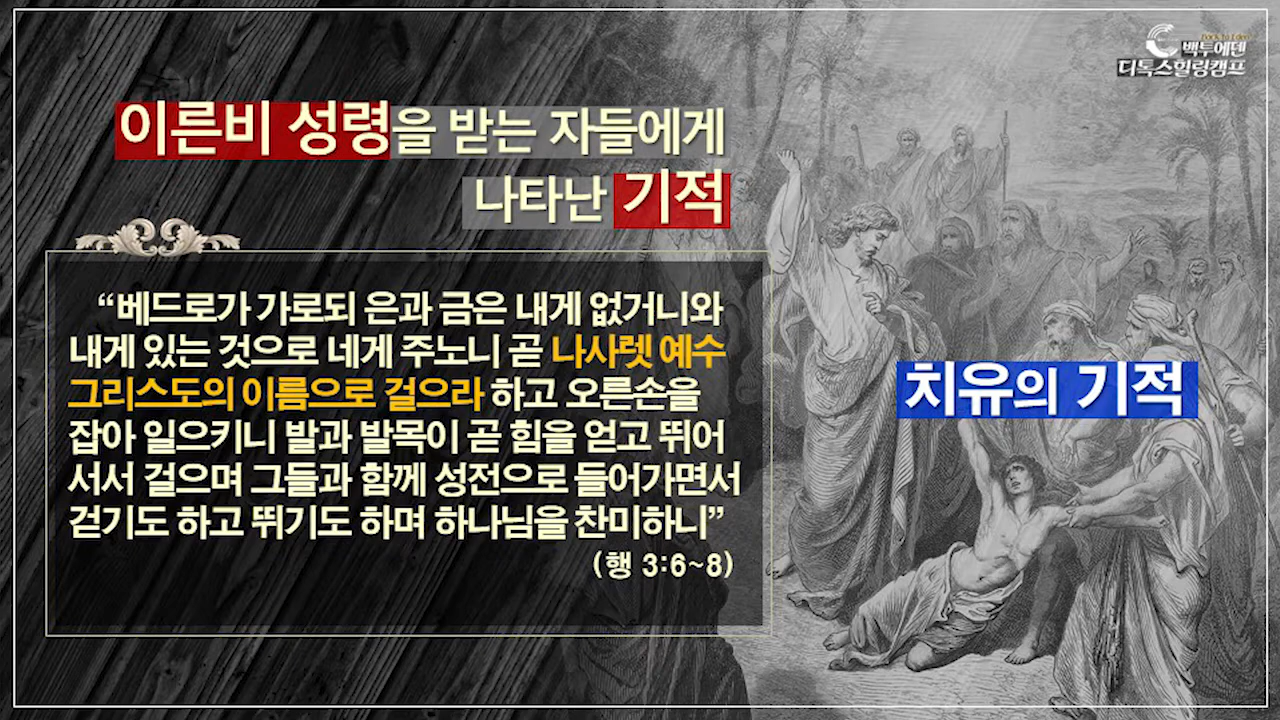 Back to Eden
백투에덴
디톡스힐링캠프
이른비 성령을 받는 자들에게
나타난 기적
“베드로가 가로되 은과 금은 내게 없거니와
내게 있는 것으로 네게 주노니 곧 나사렛 예수
그리스도의 이름으로 걸으라 하고 오른손을
잡아 일으키니 발과 발목이 곧 힘을 얻고 뛰어
서서 걸으며 그들과 함께 성전으로 들어가면서
걷기도 하고 뛰기도 하며 하나님을 찬미하니”
(행 3:6~8)
치유의 기적